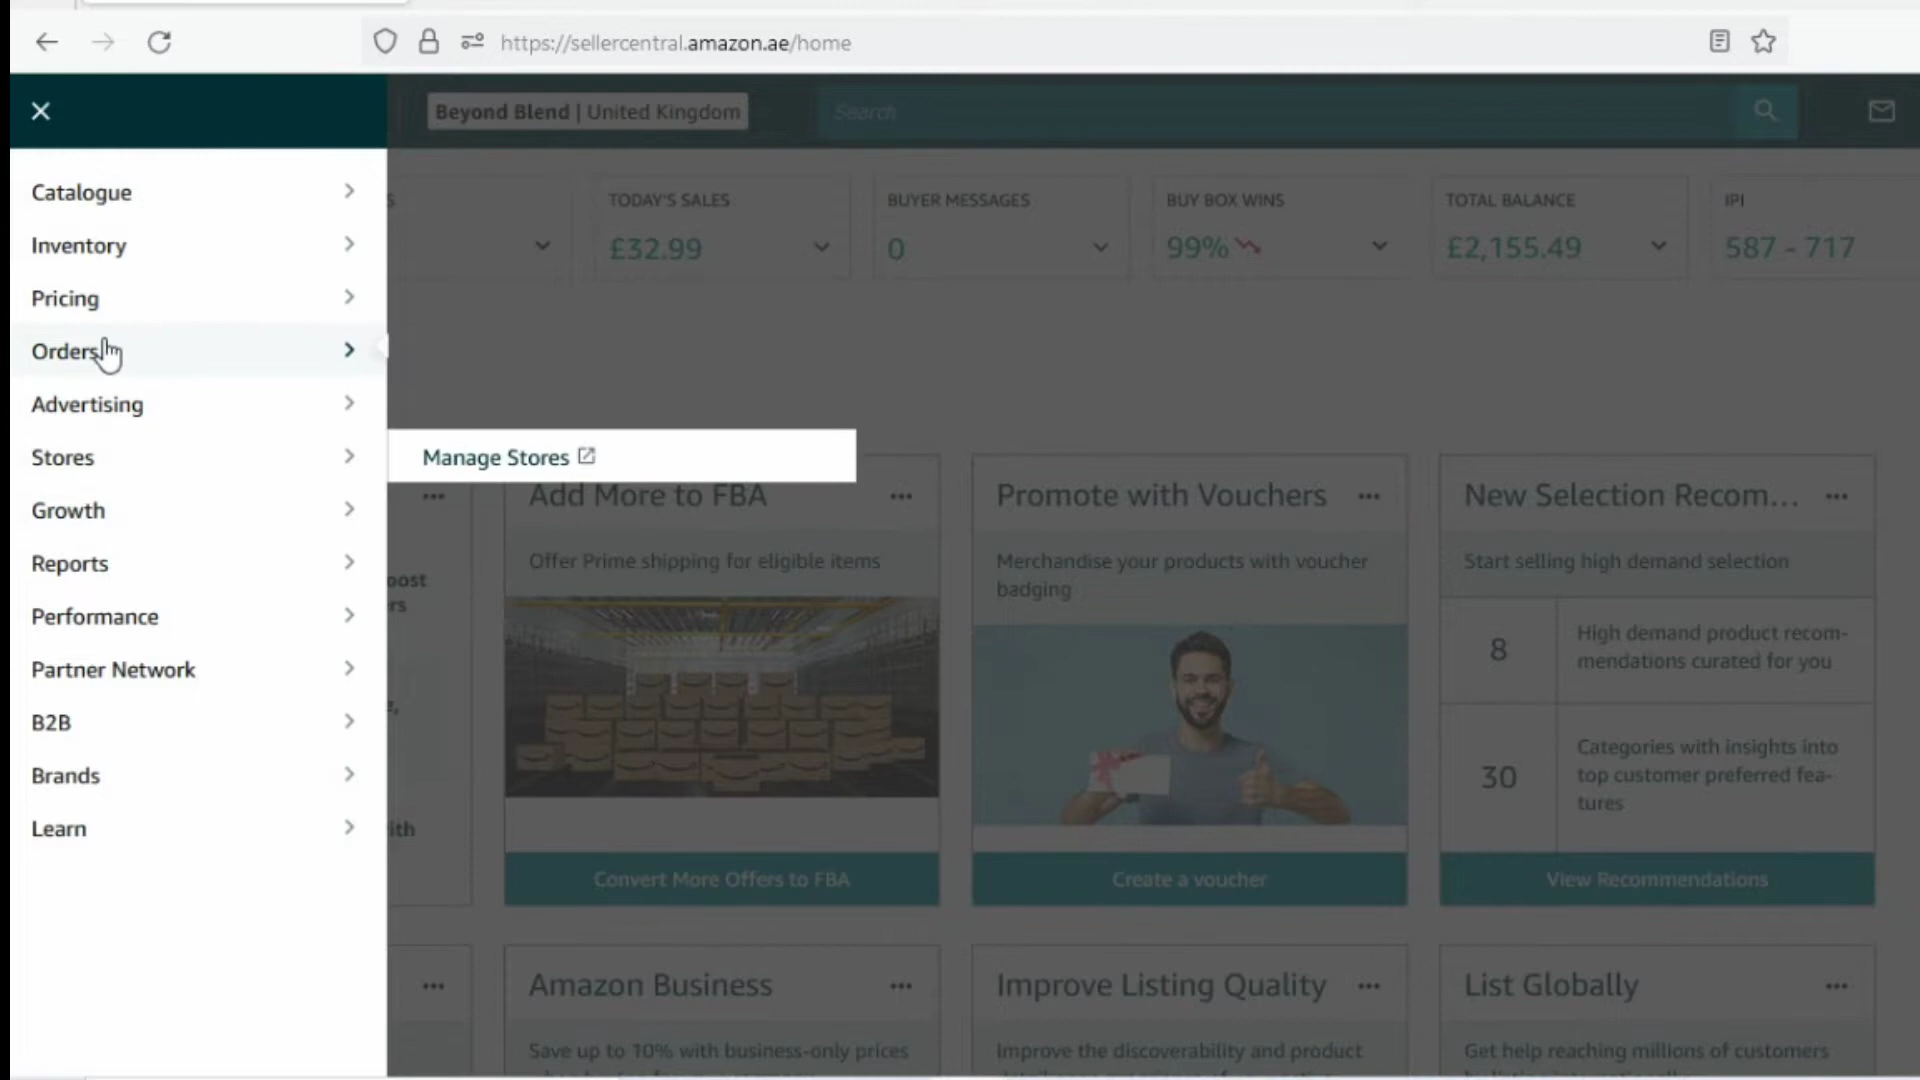 https://sellercentral.amazon.ae/home
Beyond Blend | United Kingdom
Search
Catalogue
Inventory
Pricing
Orders
Advertising
Stores
Growth
Reports
Performance
Partner Network
B2B
Brands
Learn
Manage Stores
S
TODAY'S SALES
£32.99
BUYER MESSAGES
0
BUY BOX WINS
99%
TOTAL BALANCE
£2,155.49
IPI
587 - 717
oost
rs
ith
Add More to FBA
Offer Prime shipping for eligible items
Convert More Offers to FBA
Promote with Vouchers
Merchandise your products with voucher
badging
Create a voucher
New Selection Recom...
Start selling high demand selection
8
High demand product recom-
mendations curated for you
30
Categories with insights into
top customer preferred fea-
tures
View Recommendations
Amazon Business
Save up to 10% with business-only prices
Improve Listing Quality
Improve the discoverability and product
List Globally
Get help reaching millions of customers